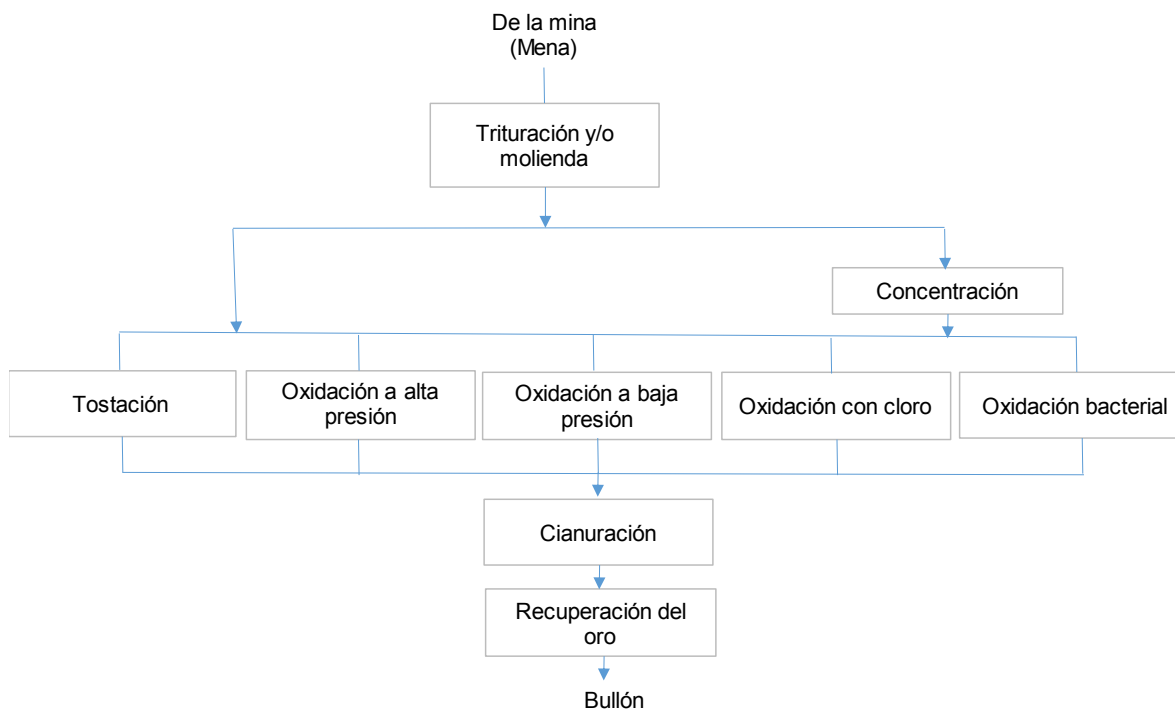 De la mina
(Mena)
Trituración y/o
molienda
Concentración
Tostación
Oxidación a alta
presión
Oxidación a baja
presión
Oxidación con cloro
Oxidación bacterial
Cianuración
Recuperación del
oro
Bullón